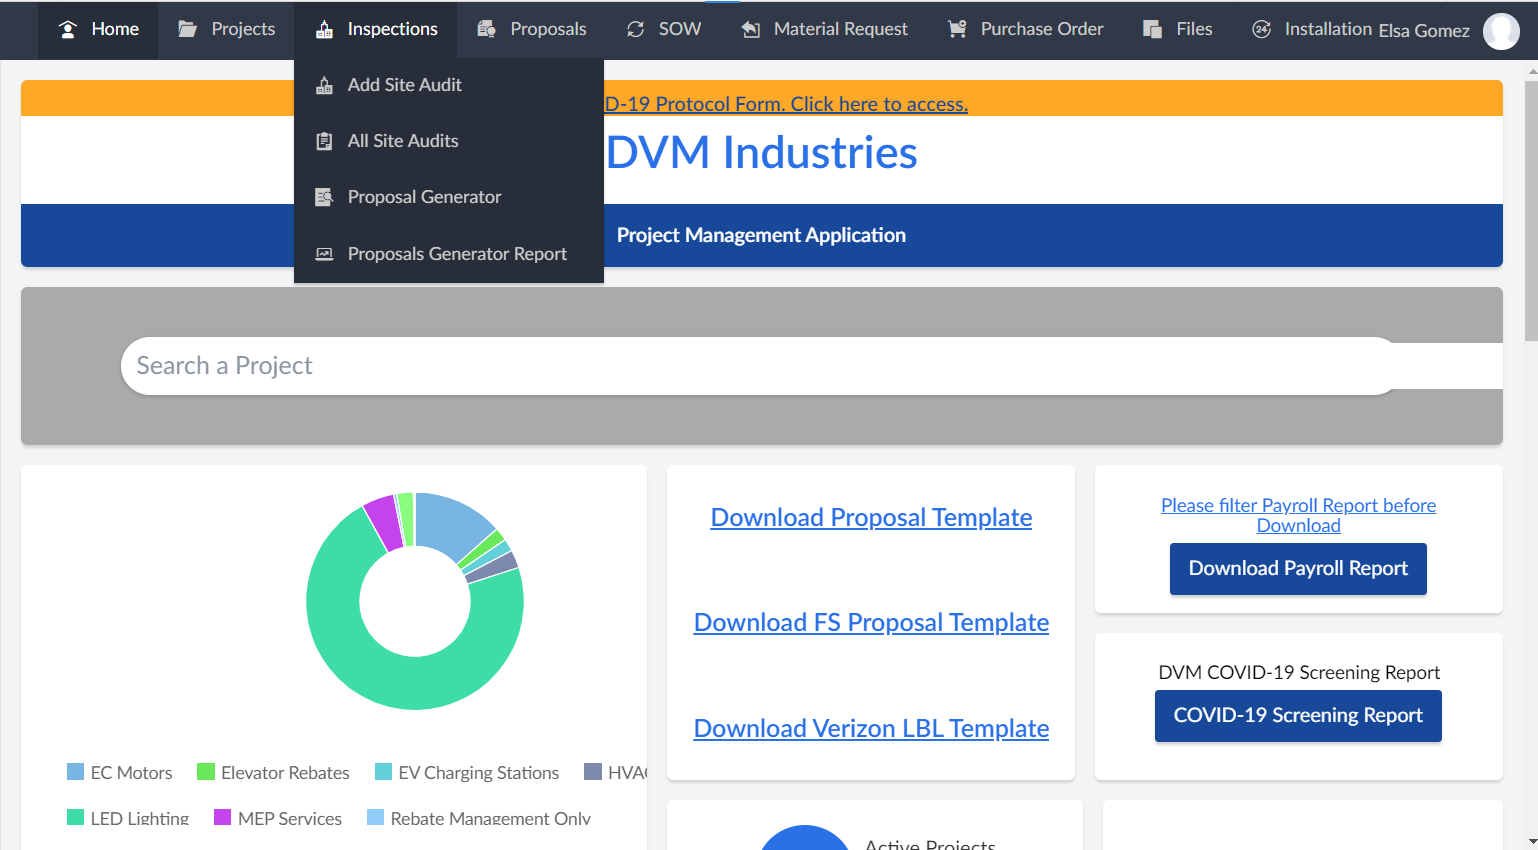 Home Projects Inspections Proposals SOW Material Request Purchase Order Files 24 Installation Elsa Gomez
Add Site Audit
All Site Audits
Proposal Generator
Proposals Generator Report
D-19 Protocol Form. Click here to access.
DVM Industries
Project Management Application
Search a Project
EC Motors Elevator Rebates EV Charging Stations HVAC
LED Lighting MEP Services Rebate Management Only
Download Proposal Template
Download FS Proposal Template
Download Verizon LBL Template
Please filter Payroll Report before
Download
Download Payroll Report
DVM COVID-19 Screening Report
COVID-19 Screening Report
Active Projects